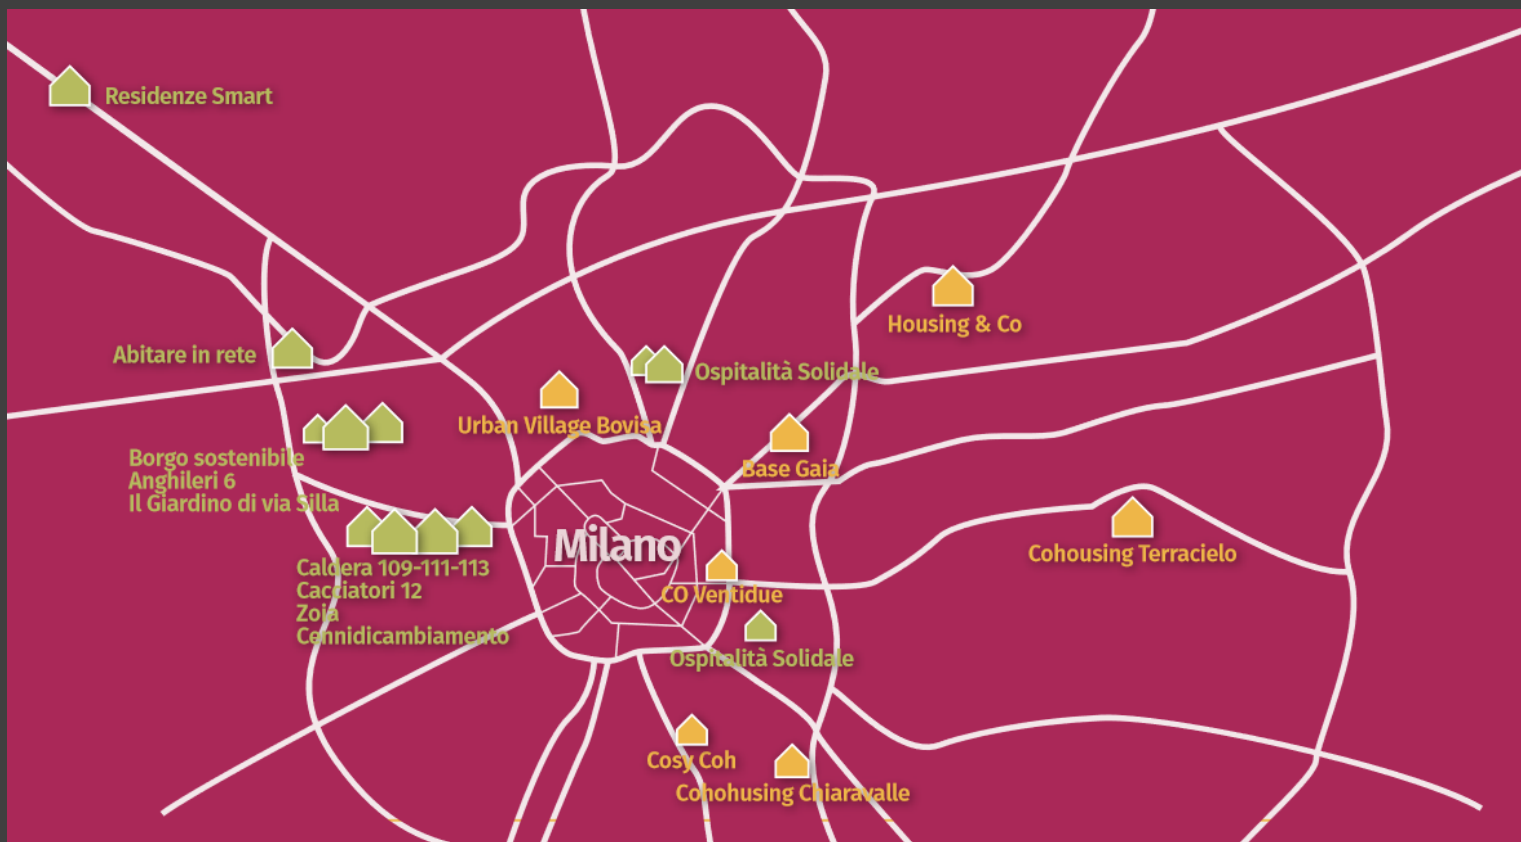 Residenze Smart
Housing & Co
Abitare in rete
Ospitalità Solidale
Urban Village Bovisa
Base Gaia
Borgo sostenibile
Anghileri 6
Il Giardino di via Silla
Milano
Cohousing Terracielo
Caldera 109-111-113
Cacciatori 12
Zoia
Cennidicambiamento
CO Ventidue
Ospitalità Solidale
Cosy Coh
Cohohusing Chiaravalle